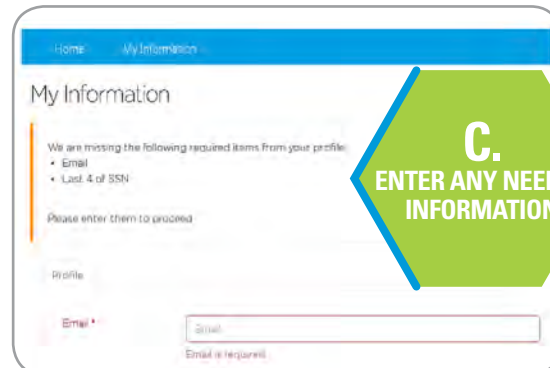 Home My Information
My Information
We are missing the following required items from your profile
• Email
• Last 4 of SSN
Please enter them to proceed
Profile
Email *
Email
Email is required
C.
ENTER ANY NEE
INFORMATION